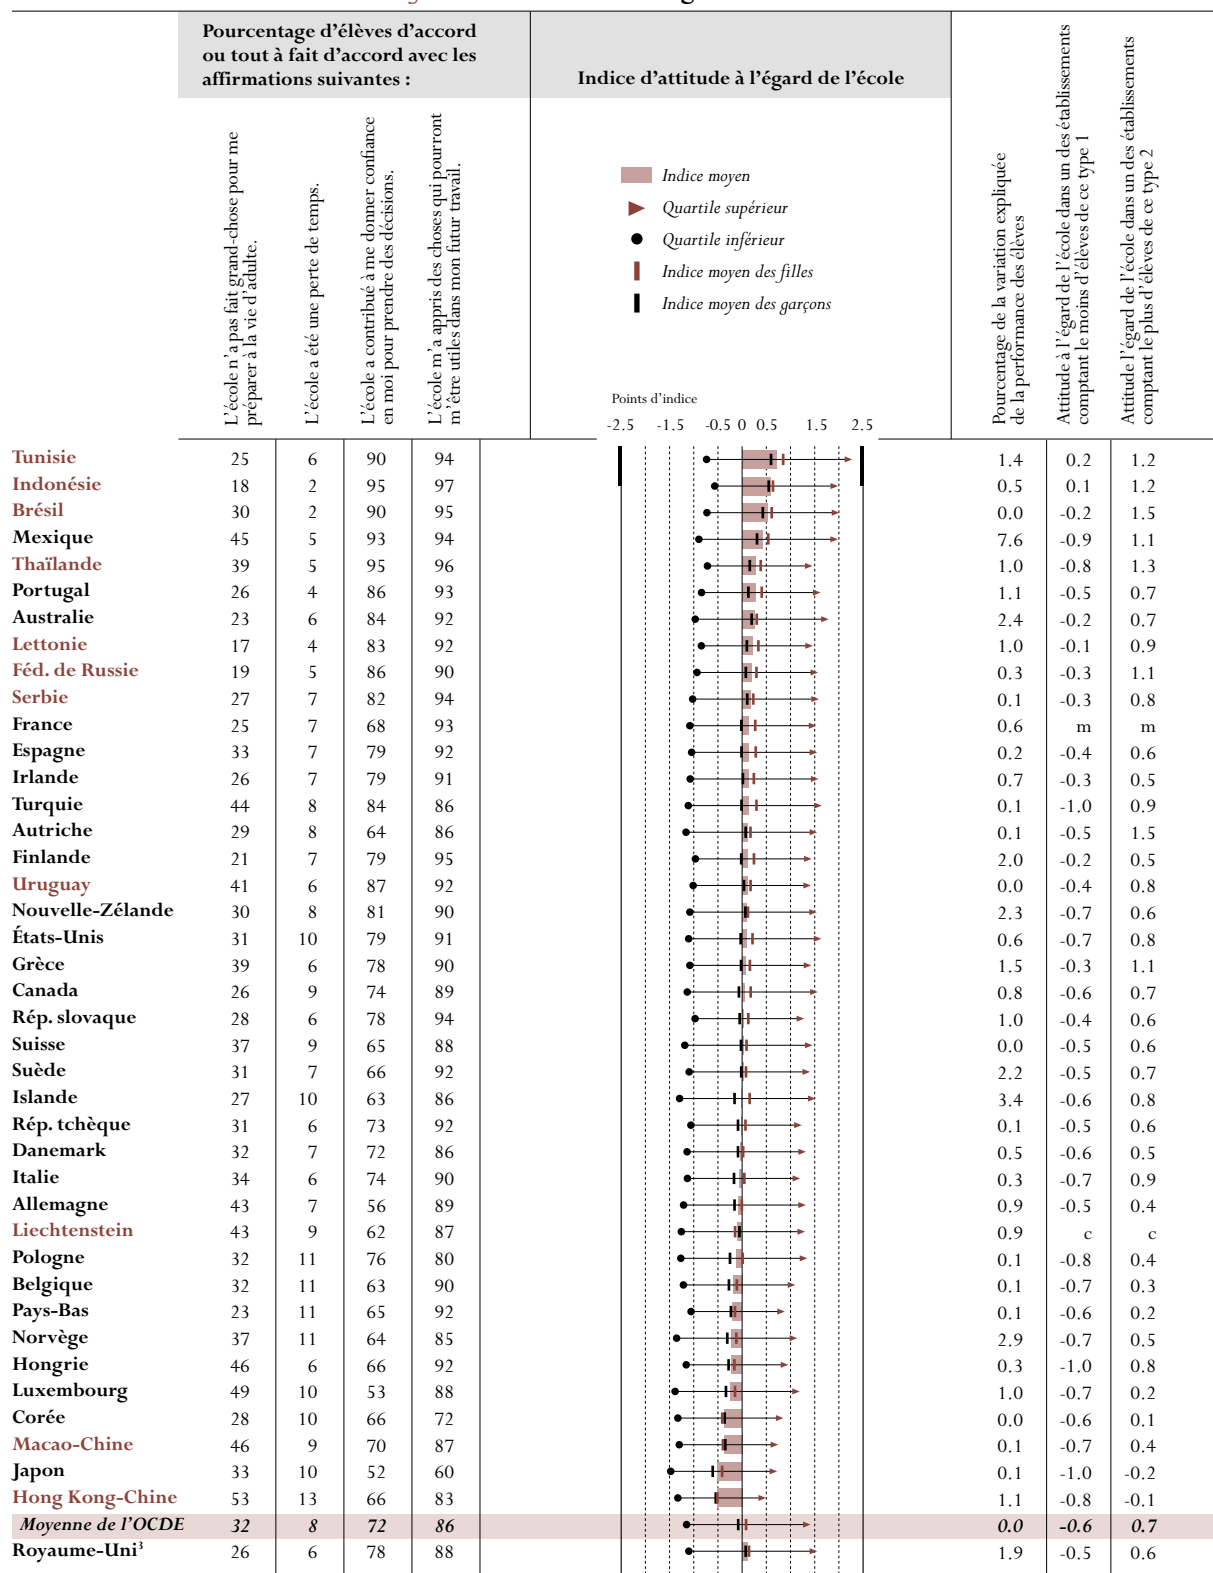 Pourcentage d'élèves d'accord
ou tout à fait d'accord avec les
affirmations suivantes :
Indice d'attitude à l'égard de l'école
L'école n'a pas fait grand-chose pour me
préparer à la vie d'adulte.
L'école a été une perte de temps.
L'école a contribué à me donner confiance
en moi pour prendre des décisions.
L'école m'a appris des choses qui pourront
m'être utiles dans mon futur travail.
Indice moyen
Quartile supérieur
Quartile inférieur
Indice moyen des filles
Indice moyen des garçons
Pourcentage de la variation expliquée
de la performance des élèves
Attitude à l'égard de l'école dans un des établissements
comptant le moins d'élèves de ce type 1
Attitude l'égard de l'école dans un des établissements
comptant le plus d'élèves de ce type 2
Points d'indice
-2.5 -1.5 -0.5 0 0.5 1.5 2.5
Tunisie 25 6 90 94 1.4 0.2 1.2
Indonésie 18 2 95 97 0.5 0.1 1.2
Brésil 30 2 90 95 0.0 -0.2 1.5
Mexique 45 5 93 94 7.6 -0.9 1.1
Thaïlande 39 5 95 96 1.0 -0.8 1.3
Portugal 26 4 86 93 1.1 -0.5 0.7
Australie 23 6 84 92 2.4 -0.2 0.7
Lettonie 17 4 83 92 1.0 -0.1 0.9
Féd. de Russie 19 5 86 90 0.3 -0.3 1.1
Serbie 27 7 82 94 0.1 -0.3 0.8
France 25 7 68 93 0.6 m m
Espagne 33 7 79 92 0.2 -0.4 0.6
Irlande 26 7 79 91 0.7 -0.3 0.5
Turquie 44 8 84 86 0.1 -1.0 0.9
Autriche 29 8 64 86 0.1 -0.5 1.5
Finlande 21 7 79 95 2.0 -0.2 0.5
Uruguay 41 6 87 92 0.0 -0.4 0.8
Nouvelle-Zélande 30 8 81 90 2.3 -0.7 0.6
États-Unis 31 10 79 91 0.6 -0.7 0.8
Grèce 39 6 78 90 1.5 -0.3 1.1
Canada 26 9 74 89 0.8 -0.6 0.7
Rép. slovaque 28 6 78 94 1.0 -0.4 0.6
Suisse 37 9 65 88 0.0 -0.5 0.6
Suède 31 7 66 92 2.2 -0.5 0.7
Islande 27 10 63 86 3.4 -0.6 0.8
Rép. tchèque 31 6 73 92 0.1 -0.5 0.6
Danemark 32 7 72 86 0.5 -0.6 0.5
Italie 34 6 74 90 0.3 -0.7 0.9
Allemagne 43 7 56 89 0.9 -0.5 0.4
Liechtenstein 43 9 62 87 0.9 c c
Pologne 32 11 76 80 0.1 -0.8 0.4
Belgique 32 11 63 90 0.1 -0.7 0.3
Pays-Bas 23 11 65 92 0.1 -0.6 0.2
Norvège 37 11 64 85 2.9 -0.7 0.5
Hongrie 46 6 66 92 0.3 -1.0 0.8
Luxembourg 49 10 53 88 1.0 -0.7 0.2
Corée 28 10 66 72 0.0 -0.6 0.1
Macao-Chine 46 9 70 87 0.1 -0.7 0.4
Japon 33 10 52 60 0.1 -1.0 -0.2
Hong Kong-Chine 53 13 66 83 1.1 -0.8 -0.1
Moyenne de l'OCDE 32 8 72 86 0.0 -0.6 0.7
Royaume-Uni³ 26 6 78 88 1.9 -0.5 0.6